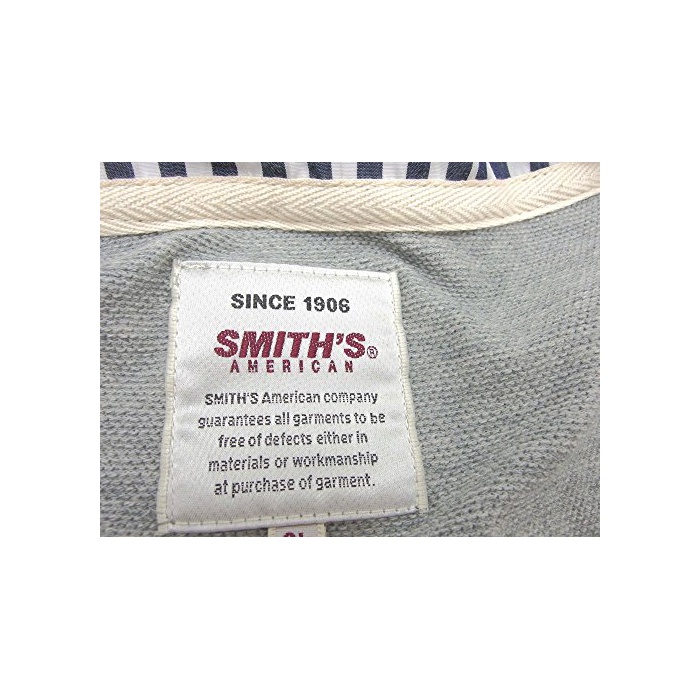 SINCE 1906
SMITH'S®
AMERICAN
SMITH'S American company
guarantees all garments to be
free of defects either in
materials or workmanship
at purchase of garment.